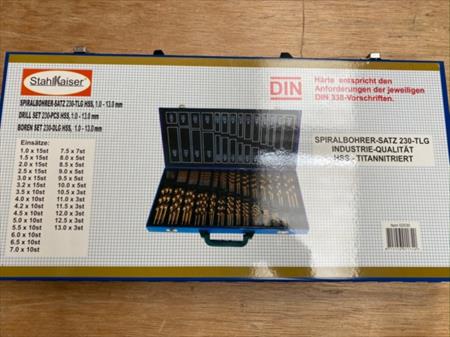 StahlKaiser
SPIRALBOHRER-SATZ 230-TLG HSS, 1.0 - 13.0 mm
DRILL SET 230-PCS HSS, 1.0 - 13.0 mm
BOREN SET 230-DLG HSS, 1.0 - 13.0 mm
Einsätze:
1.0 x 15st 7.5 x 7st
1.5 x 15st 8.0 x 5st
2.0 x 15st 8.5 x 5st
2.5 x 15st 9.0 x 5st
3.0 x 15st 9.5 x 5st
3.2 x 15st 10.0 x 5st
3.5 x 10st 10.5 x 3st
4.0 x 10st 11.0 x 3st
4.2 x 10st 11.5 x 3st
4.5 x 10st 12.0 x 3st
5.0 x 10st 12.5 x 3st
5.5 x 10st 13.0 x 3st
6.0 x 10st
6.5 x 10st
7.0 x 10st
DIN
Härte entspricht den
Anforderungen der jeweiligen
DIN 338-Vorschriften.
SPIRALBOHRER-SATZ 230-TLG
INDUSTRIE-QUALITÄT
HSS - TITANNITRIERT